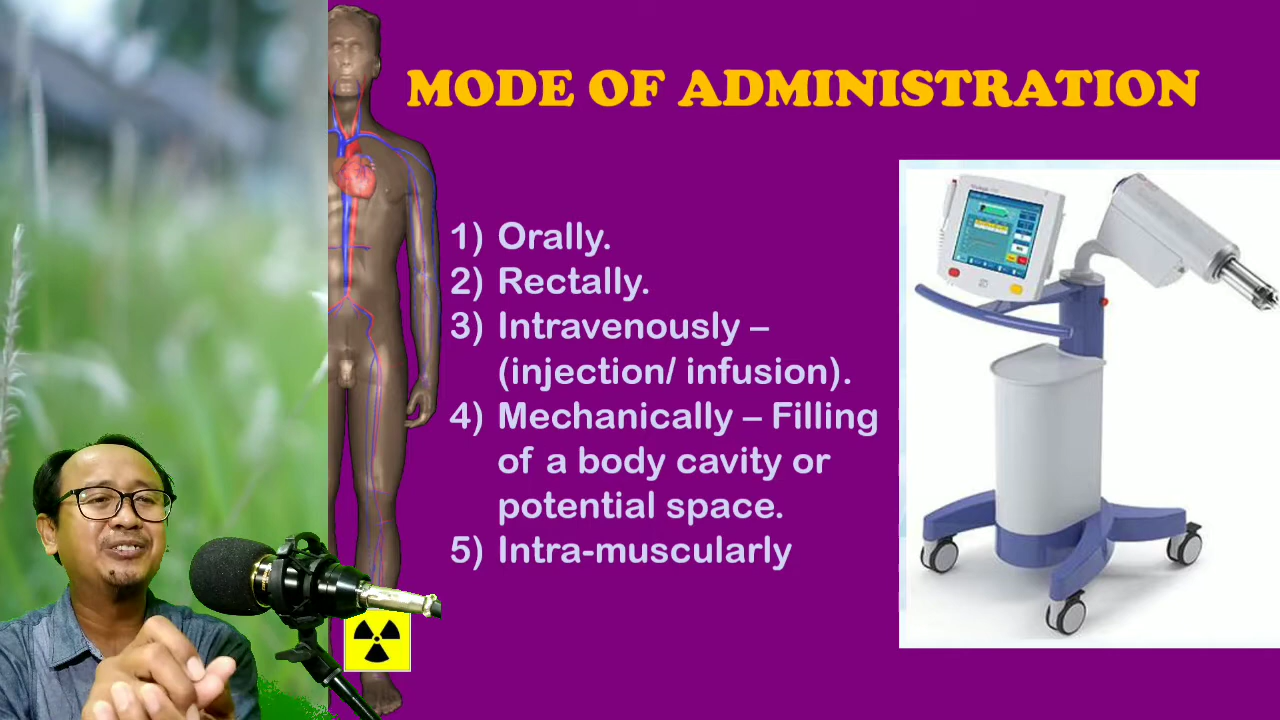 MODE OF ADMINISTRATION
1) Orally.
2) Rectally.
3) Intravenously –
(injection/ infusion).
4) Mechanically – Filling
of a body cavity or
potential space.
5) Intra-muscularly